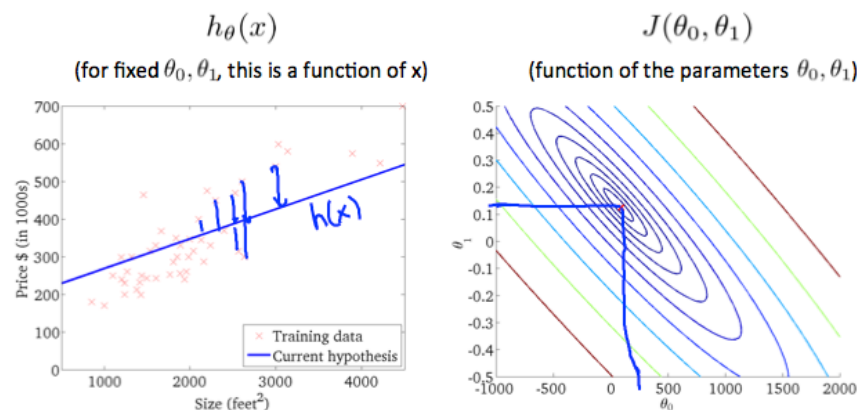 hθ(x)
(for fixed θ0, θ1, this is a function of x)
700
600
500
400
300
200
100
0
Price $ (in 1000s)
h(x)
Training data
Current hypothesis
1000
2000
3000
4000
Size (feet²)
J(θ0, θ1)
(function of the parameters θ0, θ1)
0.5
0.4
0.3
0.2
0.1
0
-0.1
-0.2
-0.3
-0.4
-0.5
θ1
-1000
-500
0
500
1000
1500
2000
θ0